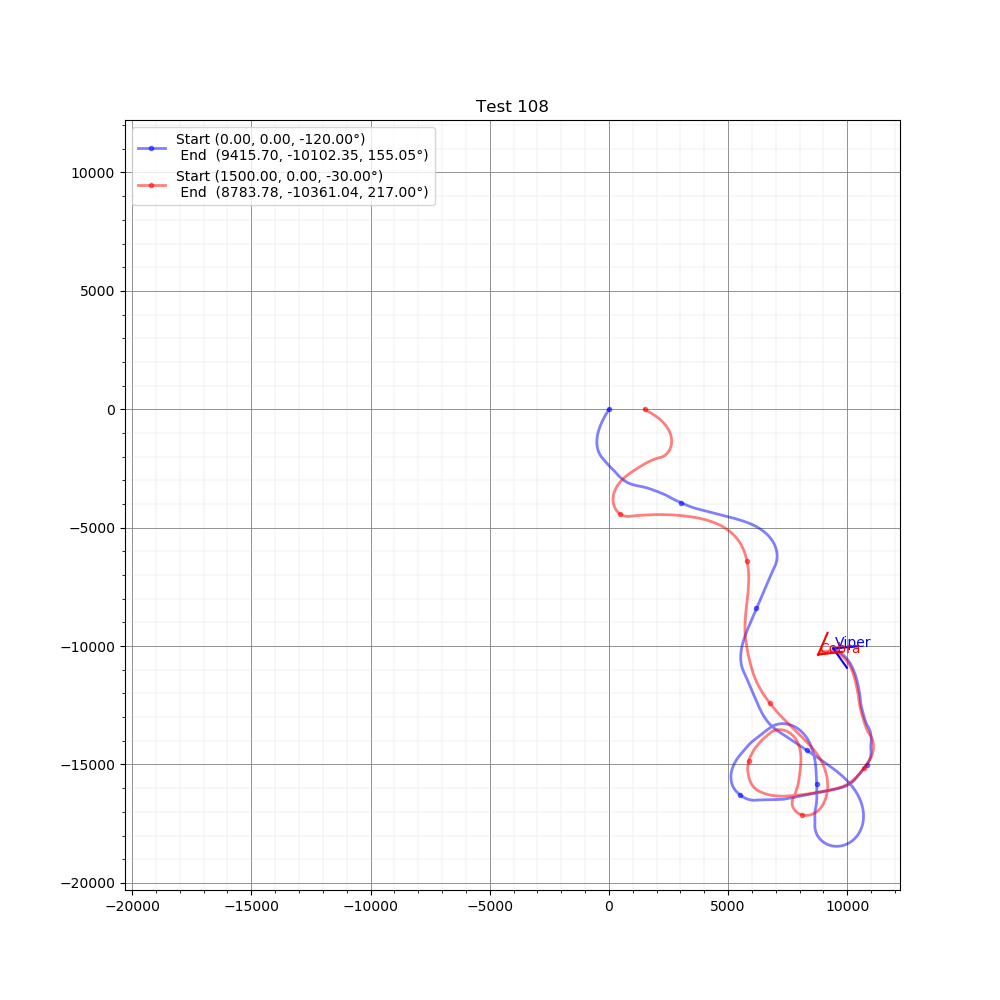 Test 108
Start (0.00, 0.00, -120.00°)
End (9415.70, -10102.35, 155.05°)
Start (1500.00, 0.00, -30.00°)
End (8783.78, -10361.04, 217.00°)
10000
5000
0
−5000
−10000
−15000
−20000
Viper
Cobra
−20000 −15000 −10000 −5000 0 5000 10000